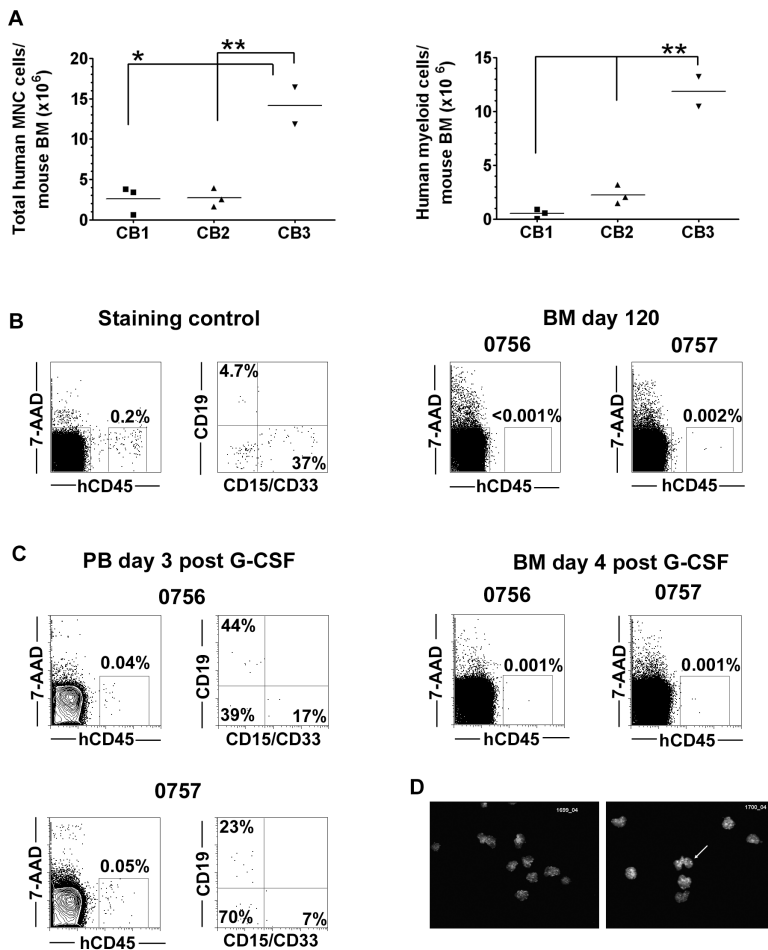 A
Total human MNC cells/
mouse BM (x10⁶)
20
15
10
5
0
*
**
CB1 CB2 CB3
Human myeloid cells/
mouse BM (x10⁶)
15
10
5
0
**
CB1 CB2 CB3
B
Staining control
7-AAD
0.2%
hCD45
CD19
4.7%
37%
CD15/CD33
BM day 120
0756
7-AAD
<0.001%
hCD45
0757
7-AAD
0.002%
hCD45
C
PB day 3 post G-CSF
0756
7-AAD
0.04%
hCD45
CD19
44%
39% 17%
CD15/CD33
0757
7-AAD
0.05%
hCD45
CD19
23%
70% 7%
CD15/CD33
BM day 4 post G-CSF
0756
7-AAD
0.001%
hCD45
0757
7-AAD
0.001%
hCD45
D
1699_04
1700_04